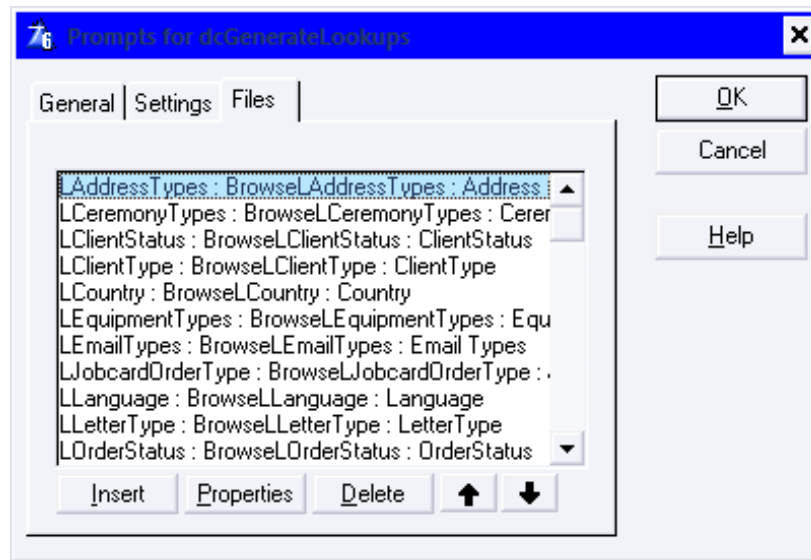 Prompts for dcGenerateLookups
General Settings Files
OK
Cancel
Help
LAddressTypes : BrowseLAddressTypes : Address
LCeremonyTypes : BrowseLCeremonyTypes : Cerer
LClientStatus : BrowseLClientStatus : ClientStatus
LClientType : BrowseLClientType : ClientType
LCountry : BrowseLCountry : Country
LEquipmentTypes : BrowseLEquipmentTypes : Equ
LEmailTypes : BrowseLEmailTypes : Email Types
LJobcardOrderType : BrowseLJobcardOrderType :
LLanguage : BrowseLLanguage : Language
LLetterType : BrowseLLetterType : LetterType
LOrderStatus : BrowseLOrderStatus : OrderStatus
Insert Properties Delete